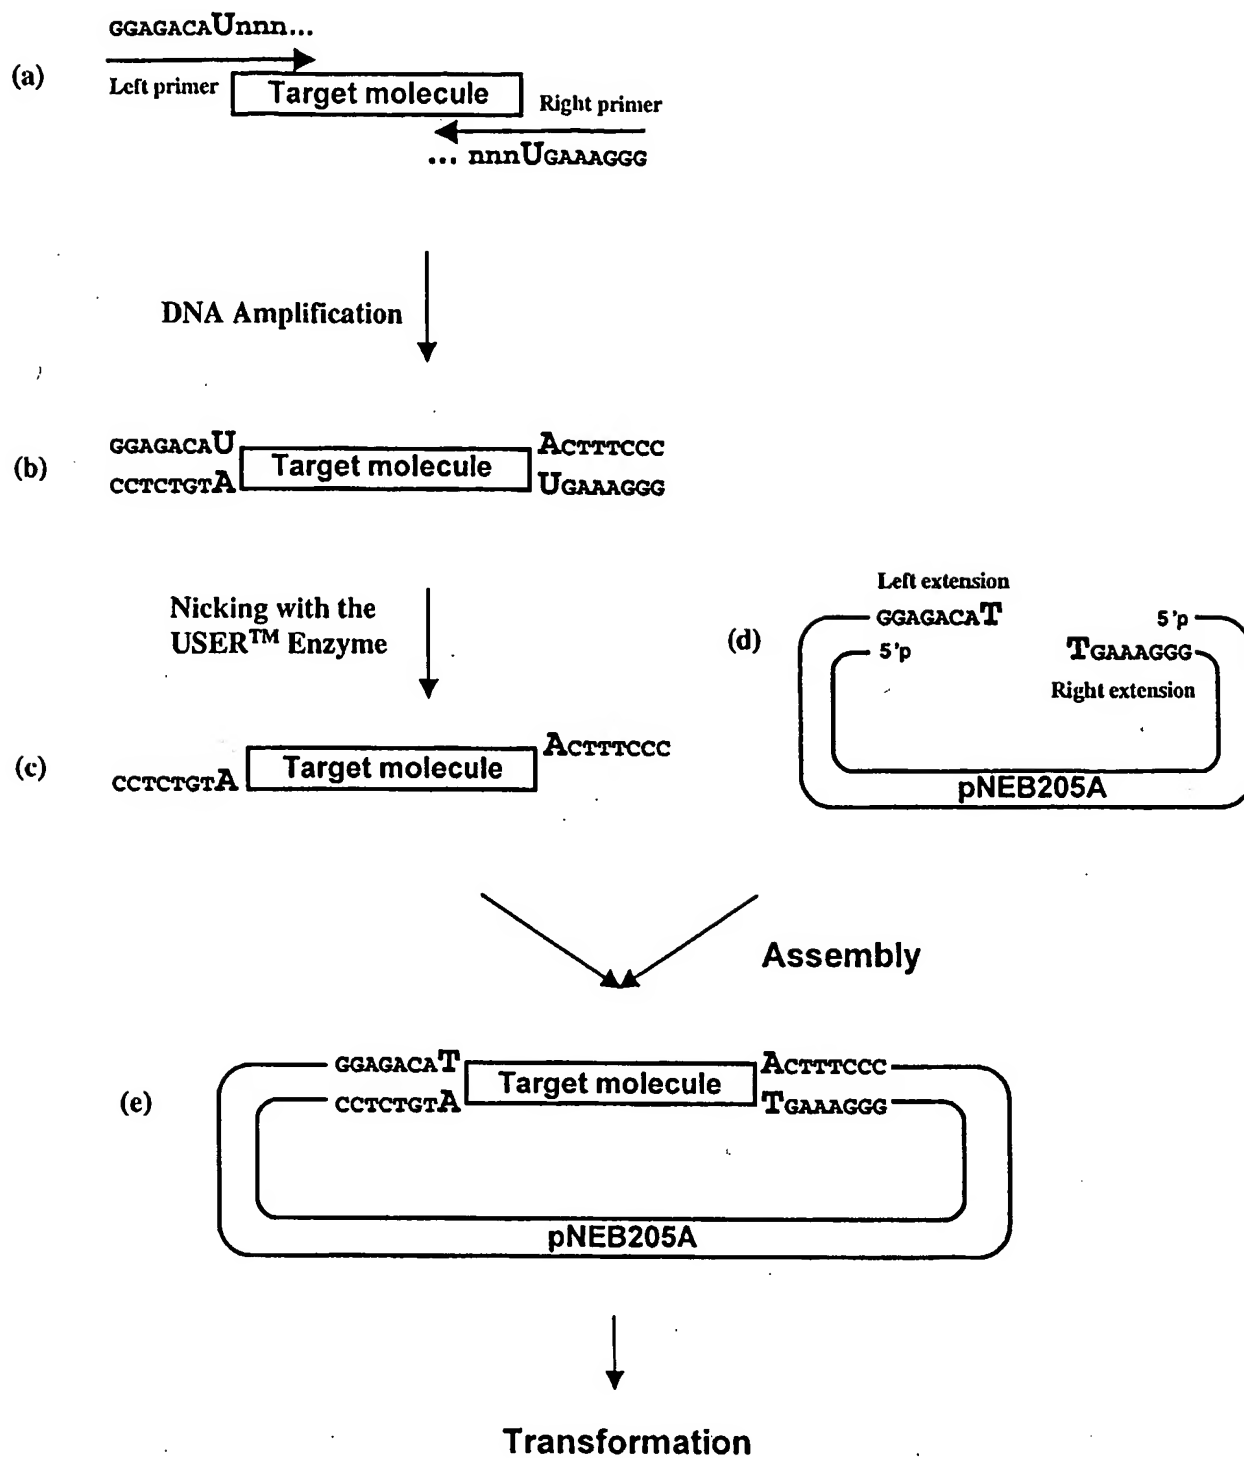 GGAGACAUnnn...
(a)
Left primer
Target molecule
Right primer
... nnnUGAAAGGG
DNA Amplification
(b)
GGAGACAU
ACTTTCCC
Target molecule
CCTCTGTA
UGAAAGGG
Nicking with the
USER™ Enzyme
(c)
ACTTTCCC
Target molecule
CCTCTGTA
(d)
Left extension
GGAGACAT
5'p
5'p
TGAAAGGG
Right extension
pNEB205A
Assembly
(e)
GGAGACAT
ACTTTCCC
Target molecule
CCTCTGTA
TGAAAGGG
pNEB205A
Transformation